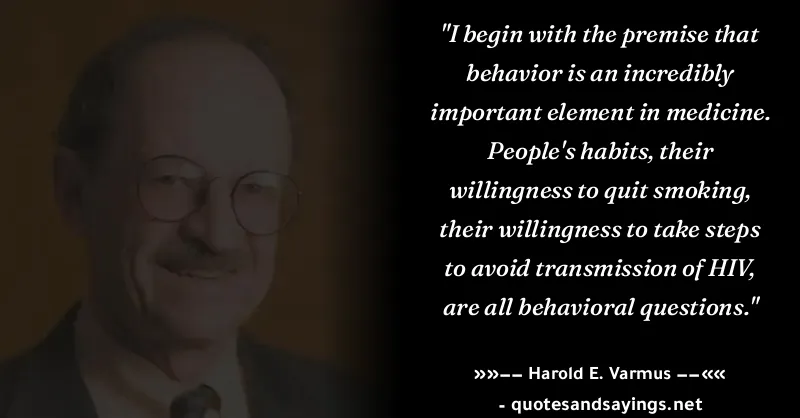 "I begin with the premise that
behavior is an incredibly
important element in medicine.
People's habits, their
willingness to quit smoking,
their willingness to take steps
to avoid transmission of HIV,
are all behavioral questions."
»»–– Harold E. Varmus ––««
- quotesandsayings.net